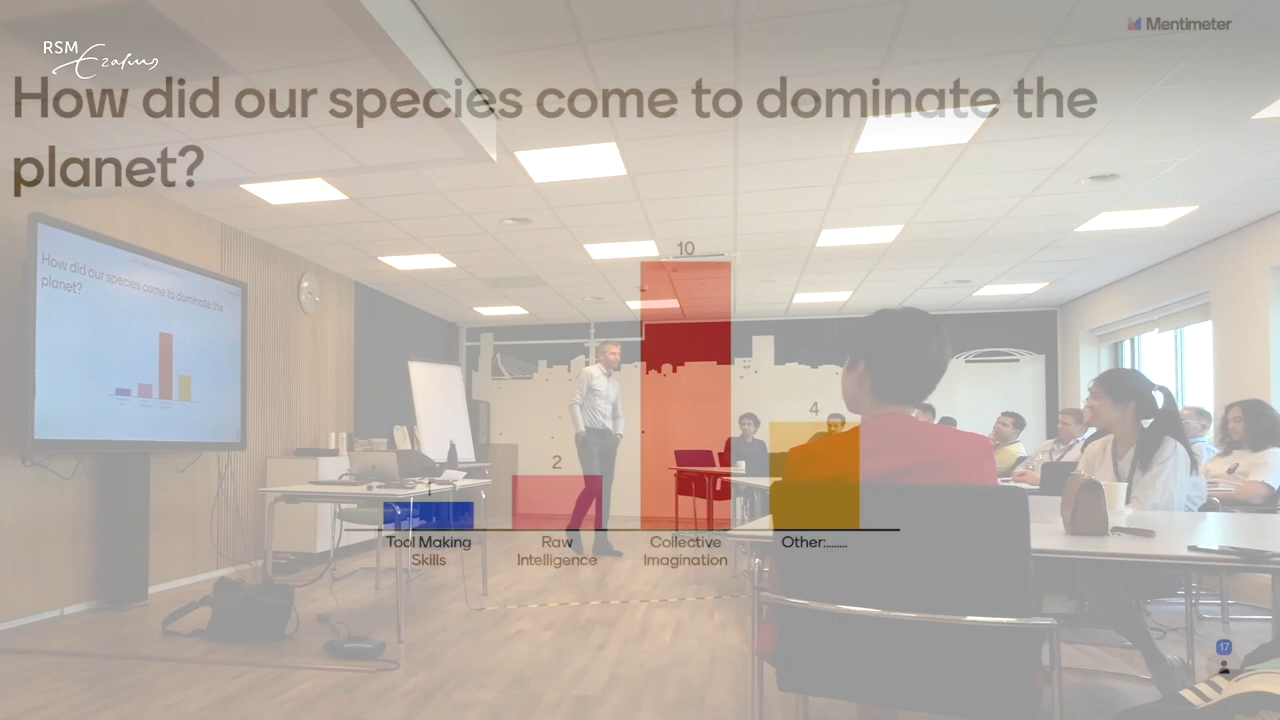 Mentimeter
RSM
Erasmus
How did our species come to dominate the
planet?
How did our species come to dominate the
planet?
10
4
2
1
Tool Making
Skills
Raw
Intelligence
Collective
Imagination
Other:........
17